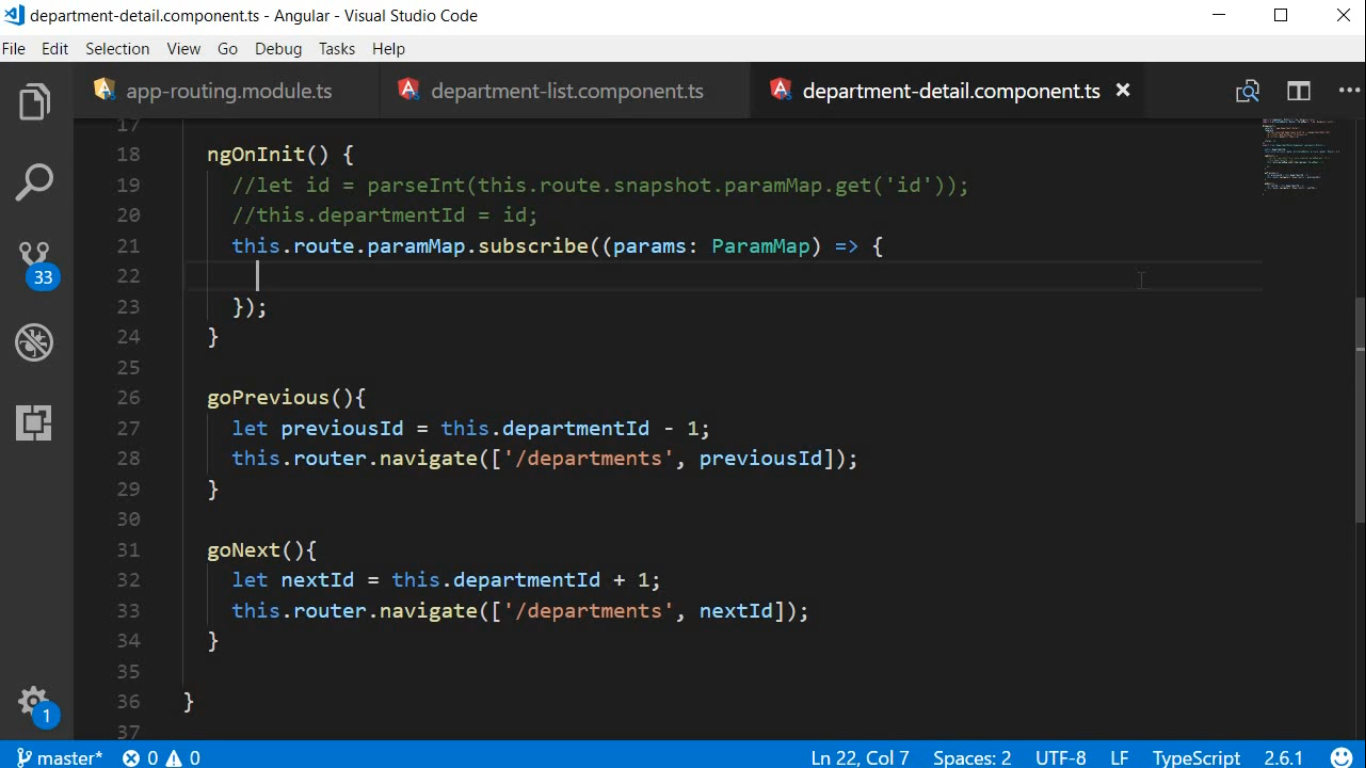 department-detail.component.ts - Angular - Visual Studio Code
File Edit Selection View Go Debug Tasks Help
app-routing.module.ts department-list.component.ts department-detail.component.ts
17
18 ngOnInit() {
19 //let id = parseInt(this.route.snapshot.paramMap.get('id'));
20 //this.departmentId = id;
21 this.route.paramMap.subscribe((params: ParamMap) => {
22
23 });
24 }
25
26 goPrevious(){
27 let previousId = this.departmentId - 1;
28 this.router.navigate(['/departments', previousId]);
29 }
30
31 goNext(){
32 let nextId = this.departmentId + 1;
33 this.router.navigate(['/departments', nextId]);
34 }
35
36 }
37
33
1
master* 0 0 Ln 22, Col 7 Spaces: 2 UTF-8 LF TypeScript 2.6.1